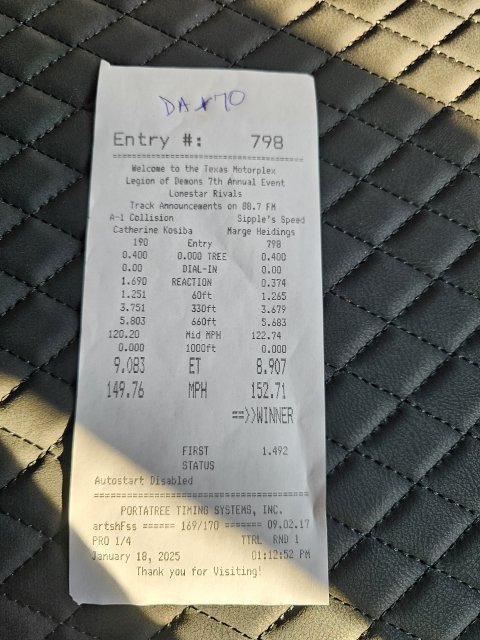 DA *70
Entry #: 798
Welcome to the Texas Motorplex
Legion of Demons 7th Annual Event
Lonestar Rivals
Track Announcements on 88.7 FM
A-1 Collision Sipple's Speed
Catherine Kosiba Marge Heidings
190 Entry 798
0.400 0.000 TREE 0.400
0.00 DIAL-IN 0.00
1.690 REACTION 0.374
1.251 60ft 1.265
3.751 330ft 3.679
5.803 660ft 5.683
120.20 Mid MPH 122.74
0.000 1000ft 0.000
9.083 ET 8.907
149.76 MPH 152.71
==>>WINNER
FIRST 1.492
STATUS
Autostart Disabled
PORTATREE TIMING SYSTEMS, INC.
artshFss ====== 169/170 ======= 09.02.17
PRO 1/4 TTRL RND 1
January 18, 2025 01:12:52 PM
Thank you for Visiting!